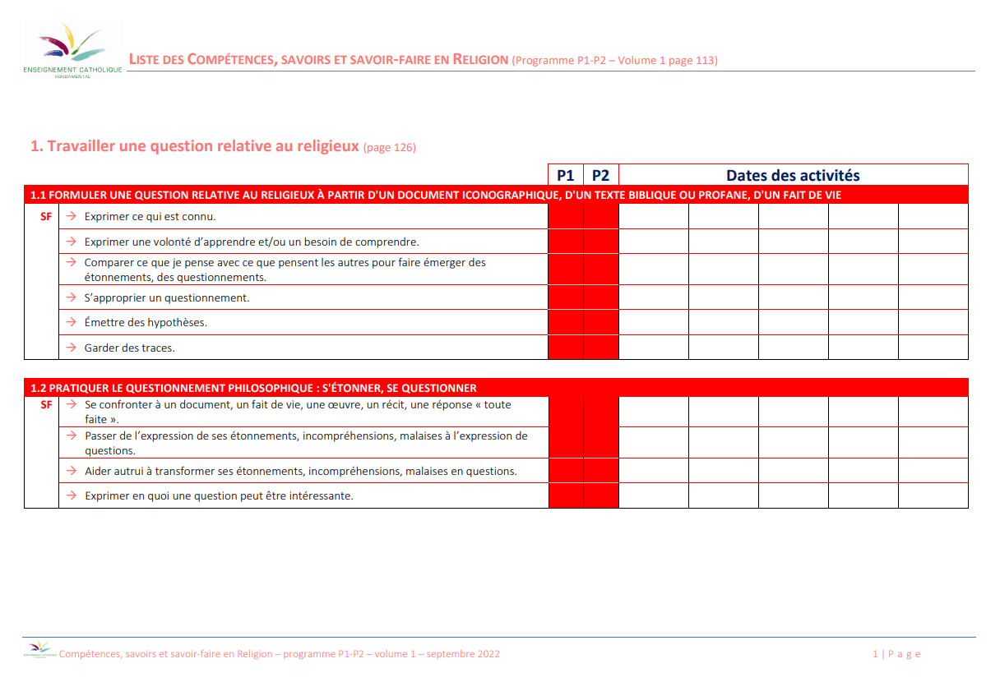 ENSEIGNEMENT CATHOLIQUE
FONDAMENTAL
LISTE DES COMPÉTENCES, SAVOIRS ET SAVOIR-FAIRE EN RELIGION (Programme P1-P2 – Volume 1 page 113)
1. Travailler une question relative au religieux (page 126)
P1 P2 Dates des activités
1.1 FORMULER UNE QUESTION RELATIVE AU RELIGIEUX À PARTIR D'UN DOCUMENT ICONOGRAPHIQUE, D'UN TEXTE BIBLIQUE OU PROFANE, D'UN FAIT DE VIE
SF → Exprimer ce qui est connu.
→ Exprimer une volonté d’apprendre et/ou un besoin de comprendre.
→ Comparer ce que je pense avec ce que pensent les autres pour faire émerger des
étonnements, des questionnements.
→ S’approprier un questionnement.
→ Émettre des hypothèses.
→ Garder des traces.
1.2 PRATIQUER LE QUESTIONNEMENT PHILOSOPHIQUE : S'ÉTONNER, SE QUESTIONNER
SF → Se confronter à un document, un fait de vie, une œuvre, un récit, une réponse « toute
faite ».
→ Passer de l’expression de ses étonnements, incompréhensions, malaises à l’expression de
questions.
→ Aider autrui à transformer ses étonnements, incompréhensions, malaises en questions.
→ Exprimer en quoi une question peut être intéressante.
Compétences, savoirs et savoir-faire en Religion – programme P1-P2 – volume 1 – septembre 2022
1 | P a g e